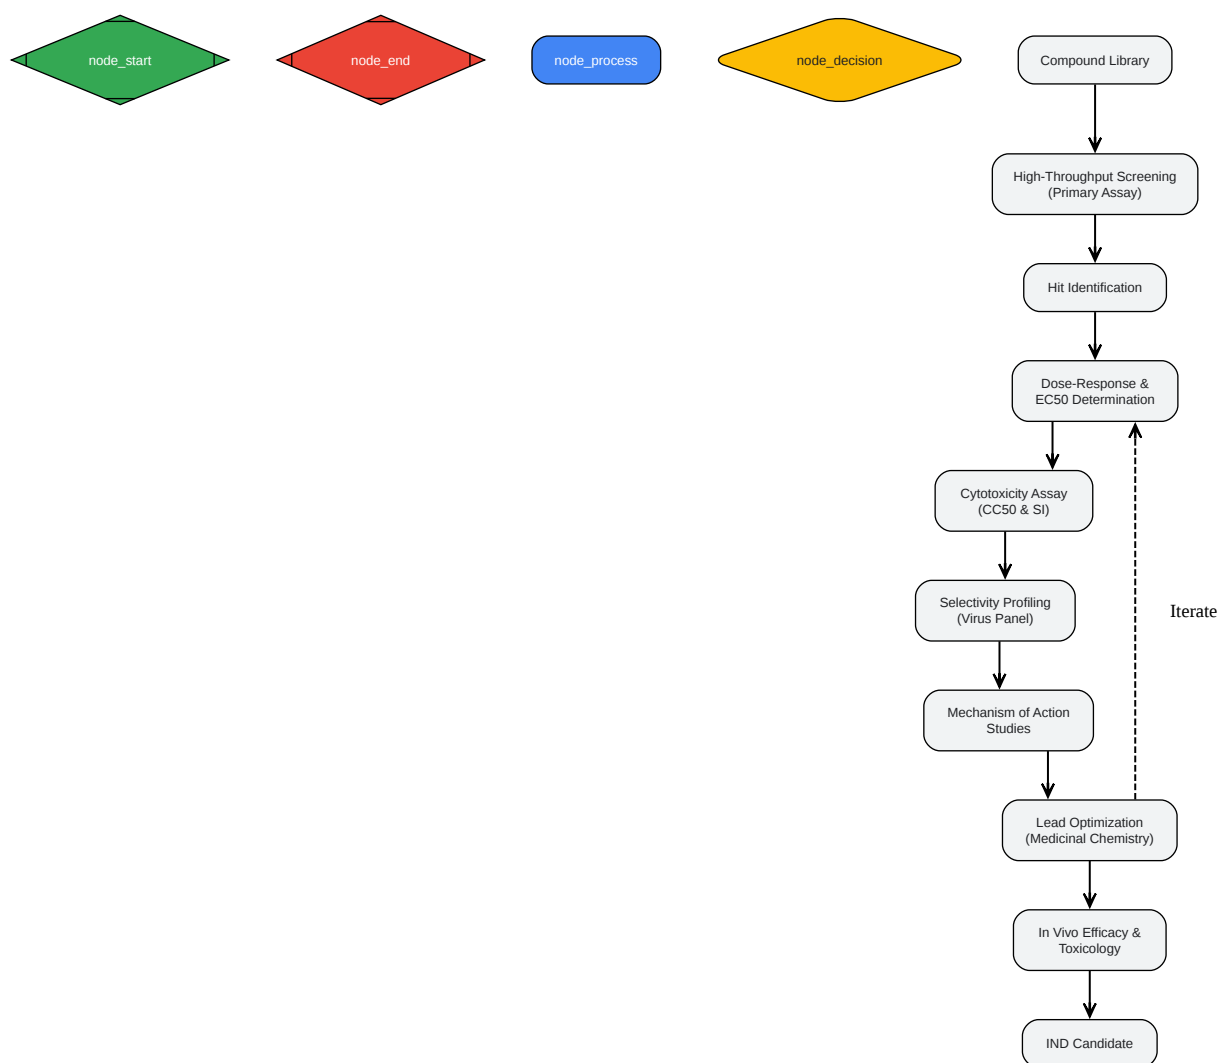 node_start
node_end
node_process
node_decision
Compound Library
High-Throughput Screening
(Primary Assay)
Hit Identification
Dose-Response &
EC50 Determination
Cytotoxicity Assay
(CC50 & SI)
Selectivity Profiling
(Virus Panel)
Iterate
Mechanism of Action
Studies
Lead Optimization
(Medicinal Chemistry)
In Vivo Efficacy &
Toxicology
IND Candidate